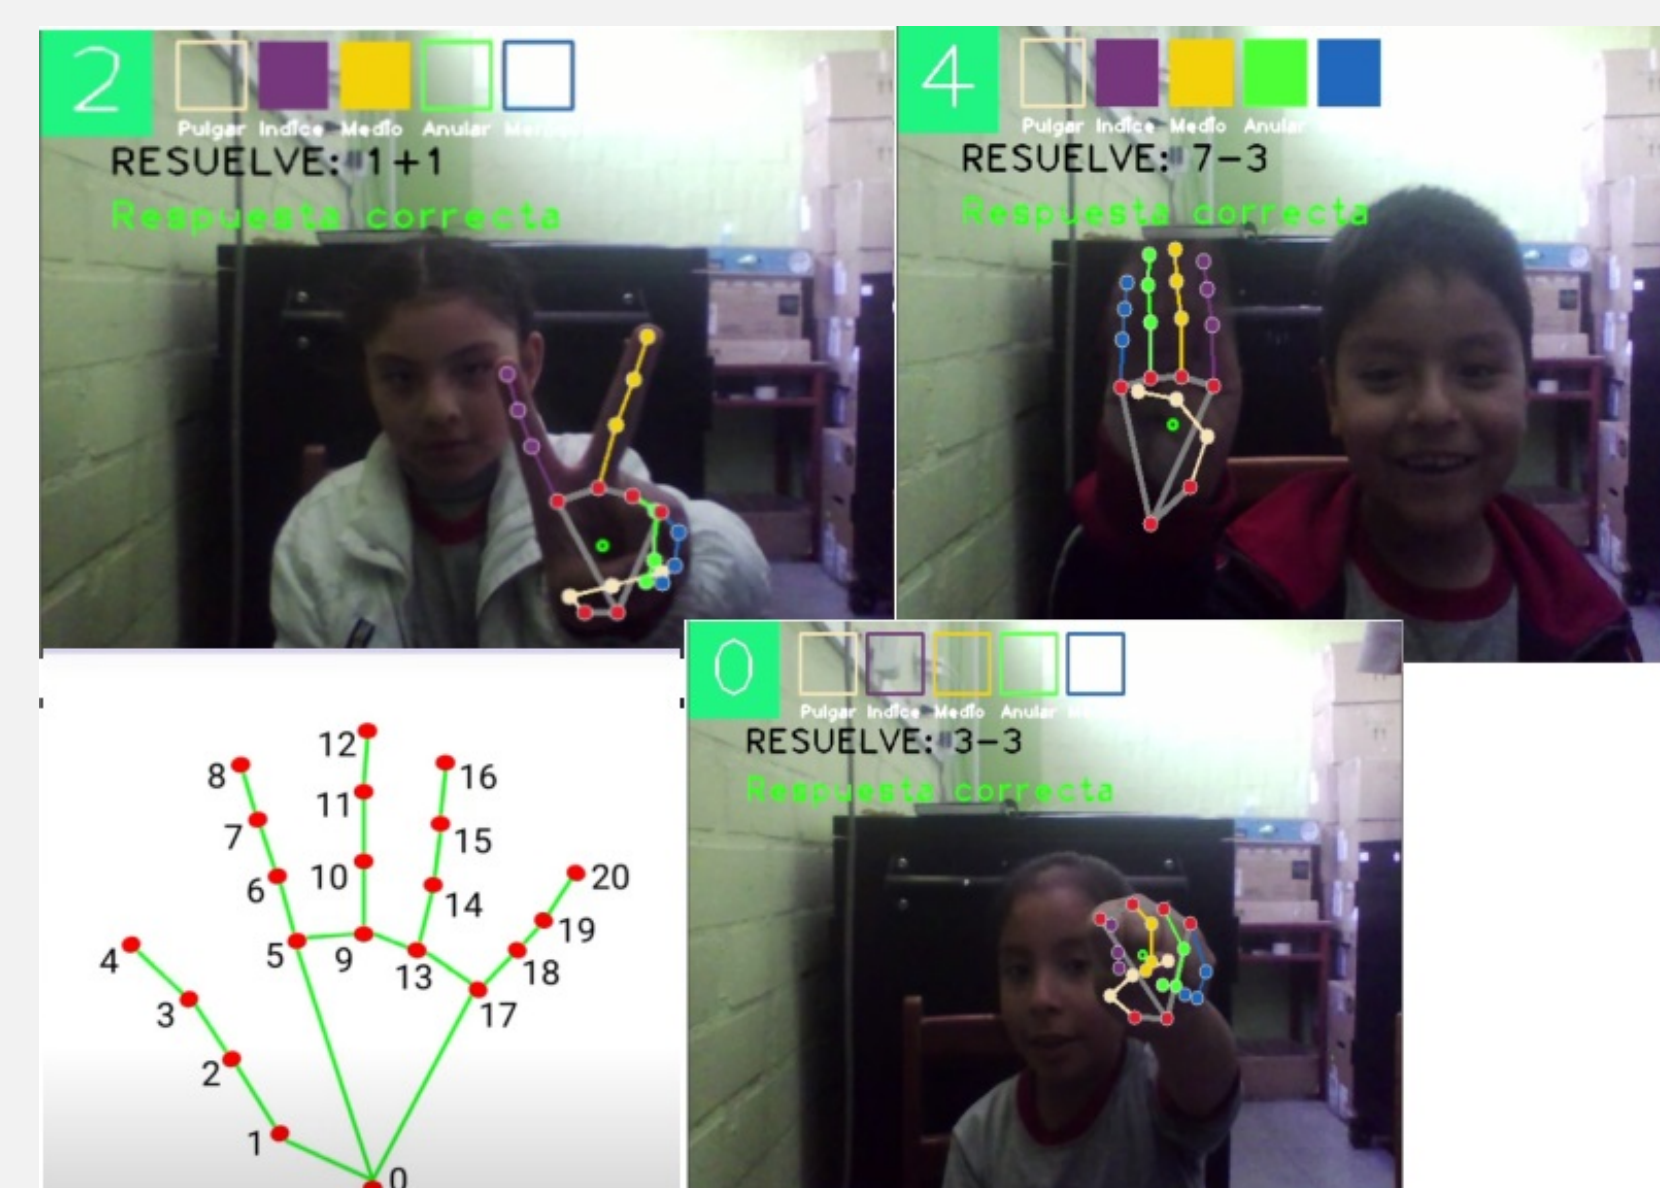 2
Pulgar Indice Medio Anular
RESUELVE: 1+1
Respuesta correcta
4
Pulgar Indice Medio Anular
RESUELVE: 7-3
Respuesta correcta
12
8
16
11
7
15
10
6
14
20
19
5
9
13
18
4
17
3
2
1
0
0
Pulgar Indice Medio Anular
RESUELVE: 3-3
Respuesta correcta